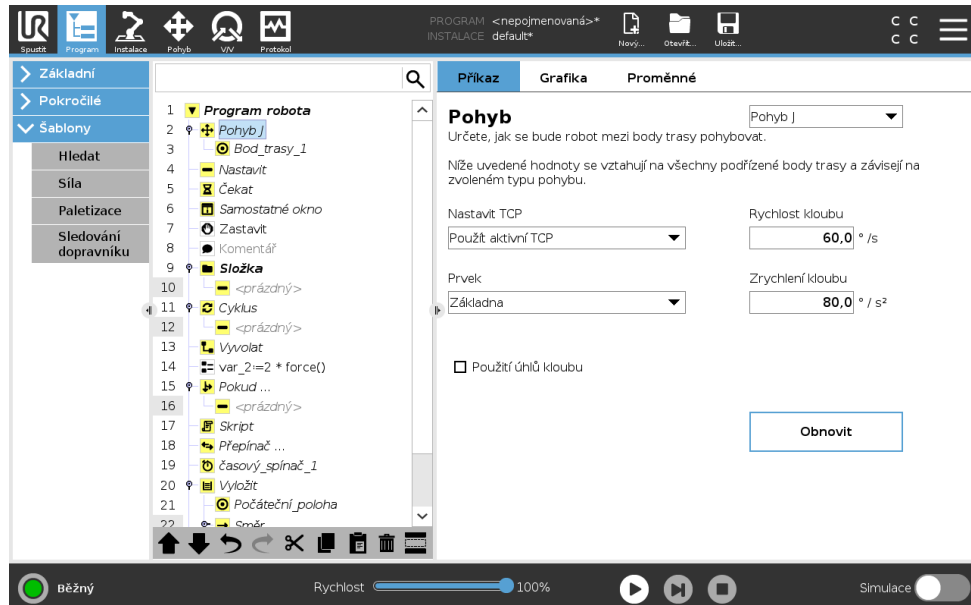 PROGRAM <nepojmenovaná>*
INSTALACE default*
Spustit
Program
Instalace
Pohyb
V/V
Protokol
Nový...
Otevřít...
Uložit...
C C
C C
Základní
Pokročilé
Šablony
Hledat
Síla
Paletizace
Sledování
dopravníku
1 Program robota
2 Pohyb J
3 Bod_trasy_1
4 Nastavit
5 Čekat
6 Samostatné okno
7 Zastavit
8 Komentář
9 Složka
10 <prázdný>
11 Cyklus
12 <prázdný>
13 Vyvolat
14 var_2:=2 * force()
15 Pokud ...
16 <prázdný>
17 Skript
18 Přepínač ...
19 časový_spínač_1
20 Vyložit
21 Počáteční_poloha
22 Směr
Příkaz
Grafika
Proměnné
Pohyb
Pohyb J
Určete, jak se bude robot mezi body trasy pohybovat.
Níže uvedené hodnoty se vztahují na všechny podřízené body trasy a závisejí na
zvoleném typu pohybu.
Nastavit TCP
Rychlost kloubu
Použít aktivní TCP
60,0 ° /s
Prvek
Zrychlení kloubu
Základna
80,0 ° / s²
Použití úhlů kloubu
Obnovit
Běžný
Rychlost
100%
Simulace